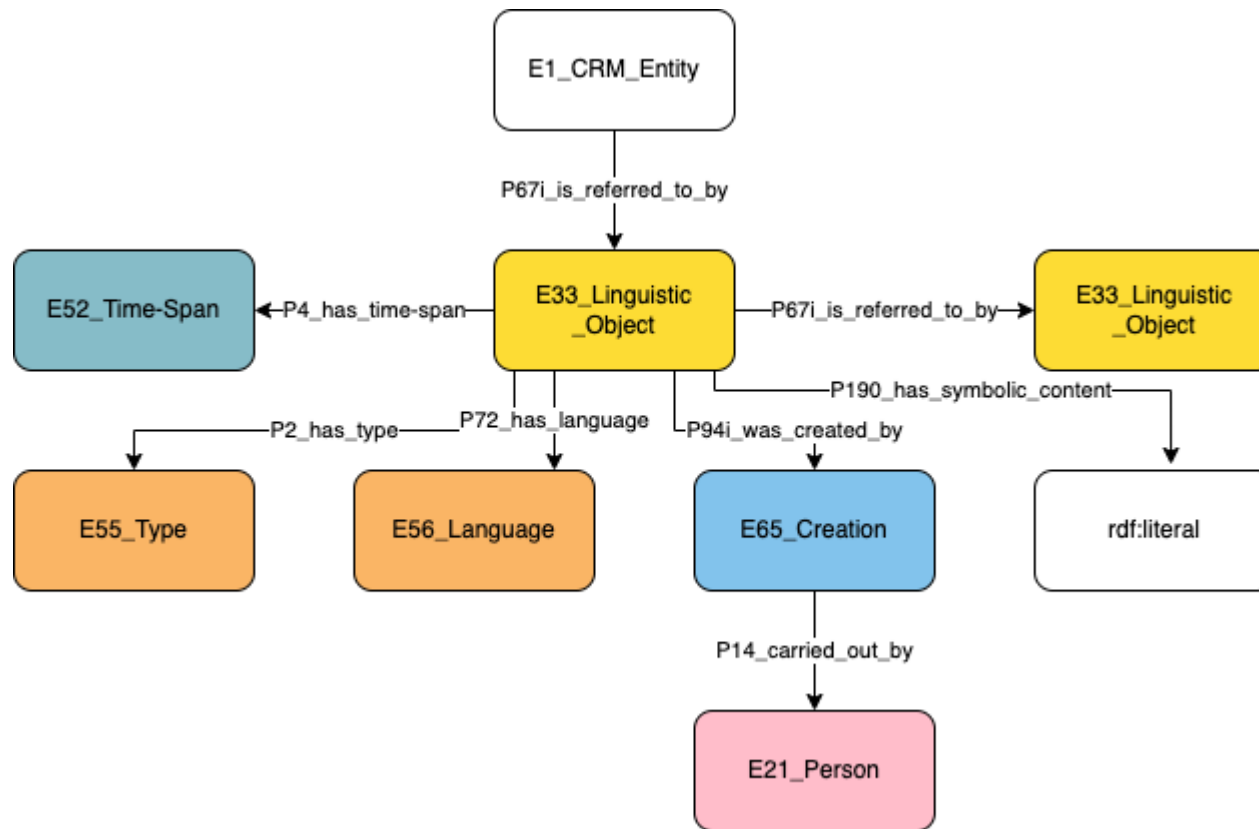 E1_CRM_Entity
P67i_is_referred_to_by
E52_Time-Span
P4_has_time-span
E33_Linguistic
_Object
P67i_is_referred_to_by
E33_Linguistic
_Object
P190_has_symbolic_content
P2_has_type
P72_has_language
P94i_was_created_by
E55_Type
E56_Language
E65_Creation
rdf:literal
P14_carried_out_by
E21_Person